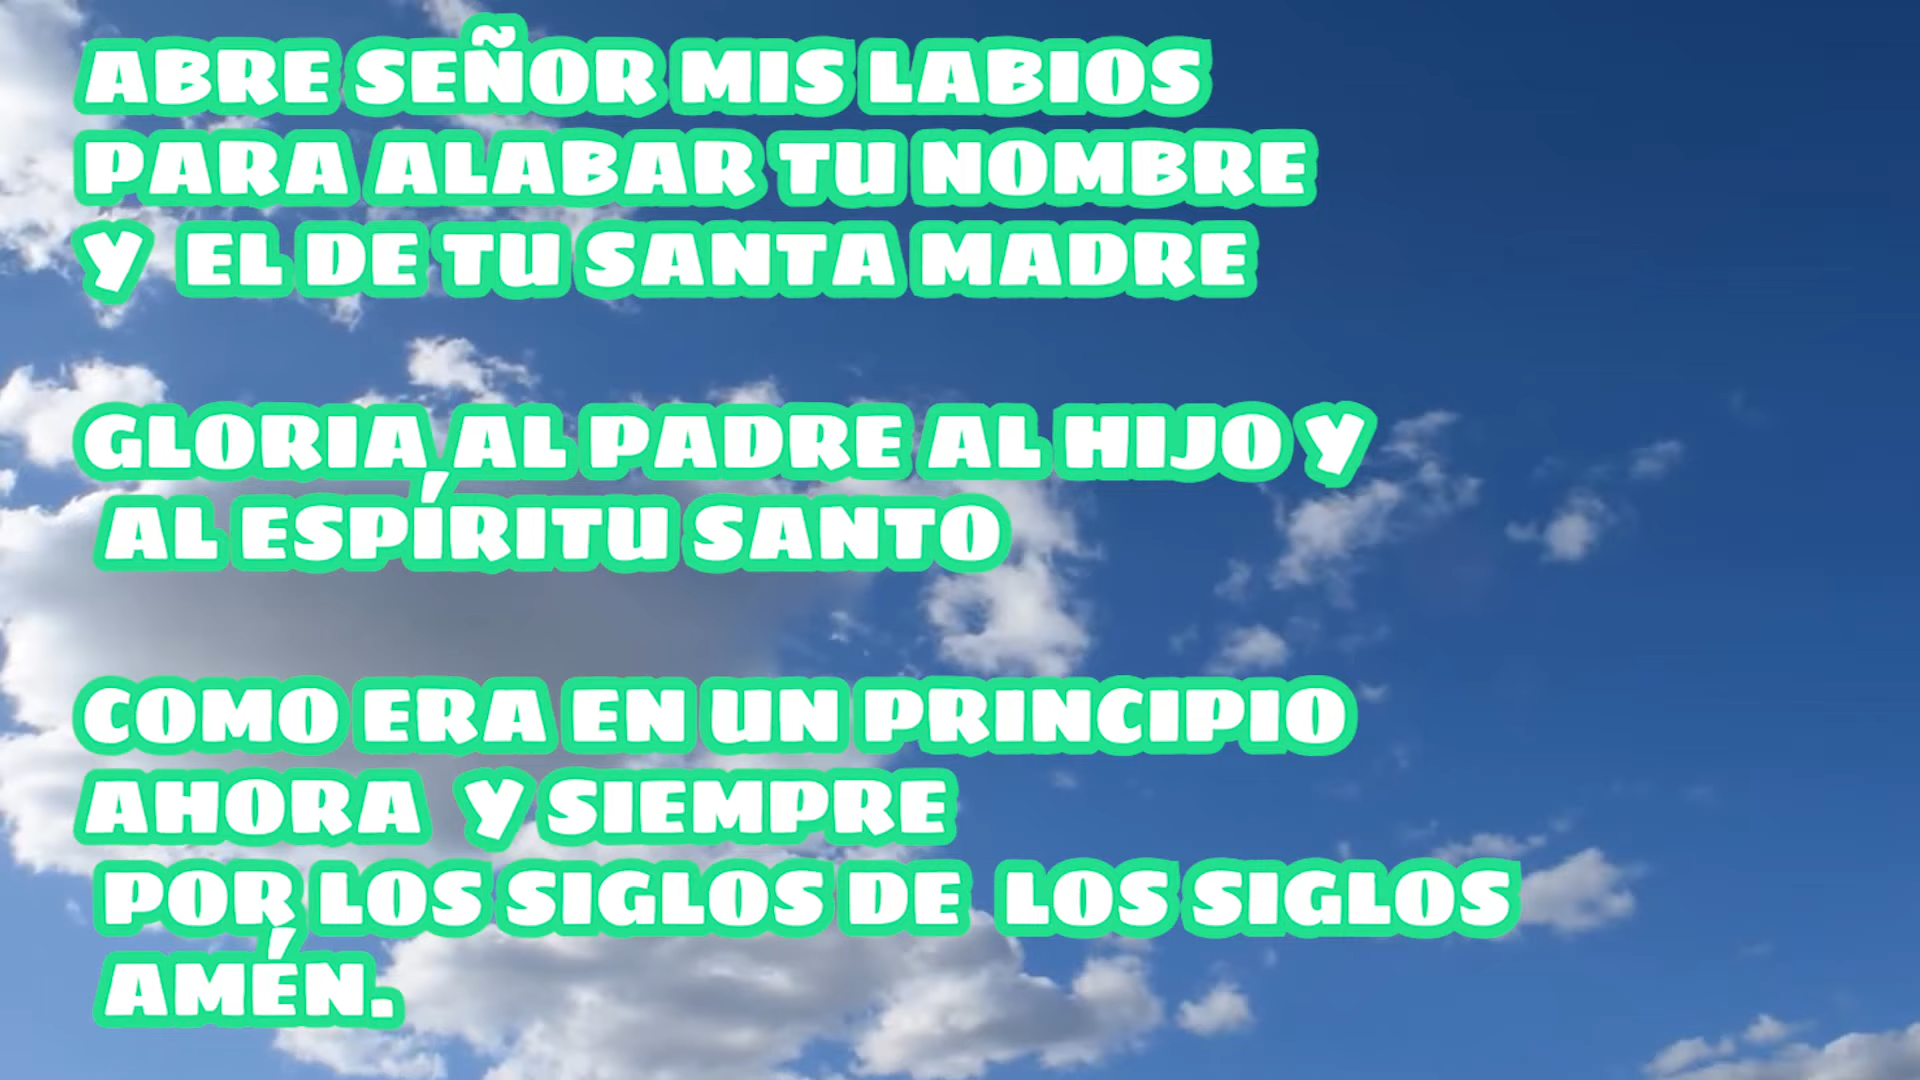 ABRE SEÑOR MIS LABIOS
PARA ALABAR TU NOMBRE
Y EL DE TU SANTA MADRE
GLORIA AL PADRE AL HIJO Y
AL ESPÍRITU SANTO
COMO ERA EN UN PRINCIPIO
AHORA Y SIEMPRE
POR LOS SIGLOS DE LOS SIGLOS
AMÉN.